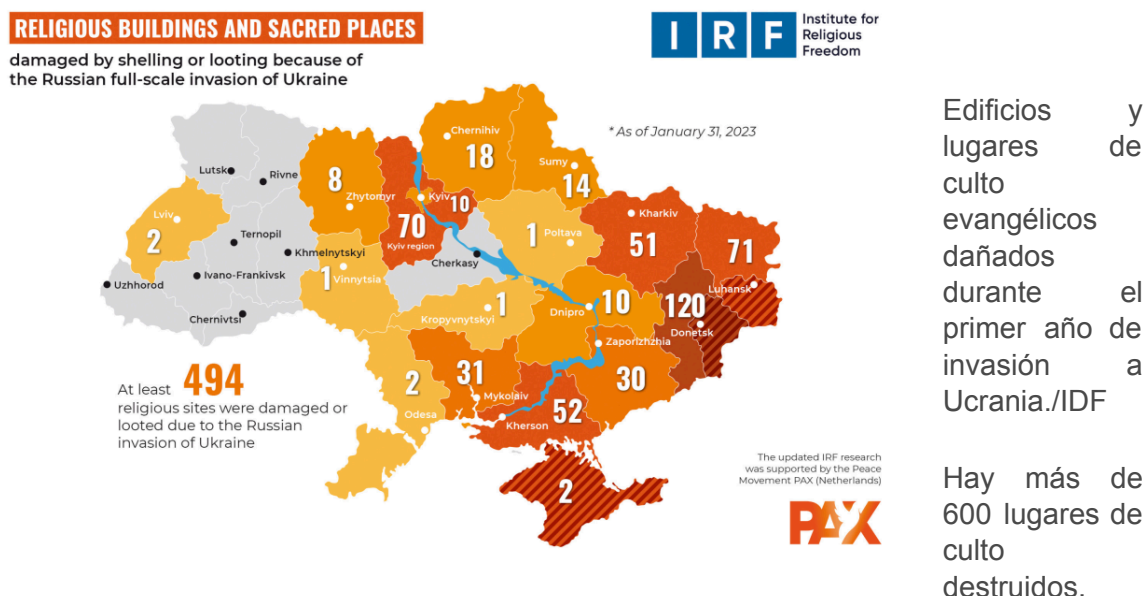 RELIGIOUS BUILDINGS AND SACRED PLACES
damaged by shelling or looting because of
the Russian full-scale invasion of Ukraine
IRF
Institute for
Religious
Freedom
* As of January 31, 2023
Chernihiv
18
Sumy
14
Lutsk
Rivne
8
Zhytomyr
Kyiv
10
70
Kyiv region
Lviv
2
Ternopil
Khmelnytskyi
Ivano-Frankivsk
Uzhhorod
Chernivtsi
1
Vinnytsia
Cherkasy
1
Poltava
Kharkiv
51
71
Luhansk
1
Kropyvnytskyi
10
Dnipro
120
Donetsk
Zaporizhzhia
30
31
Mykolaiv
2
Odesa
52
Kherson
2
At least 494
religious sites were damaged or
looted due to the Russian
invasion of Ukraine
The updated IRF research
was supported by the Peace
Movement PAX (Netherlands)
PAX
Edificios y
lugares de
culto
evangélicos
dañados
durante el
primer año de
invasión a
Ucrania./IDF
Hay más de
600 lugares de
culto
destruidos.